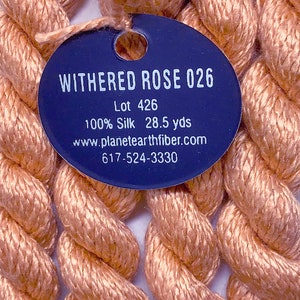 WITHERED ROSE 026
Lot 426
100% Silk 28.5 yds
www.planetearthfiber.com
617-524-3330